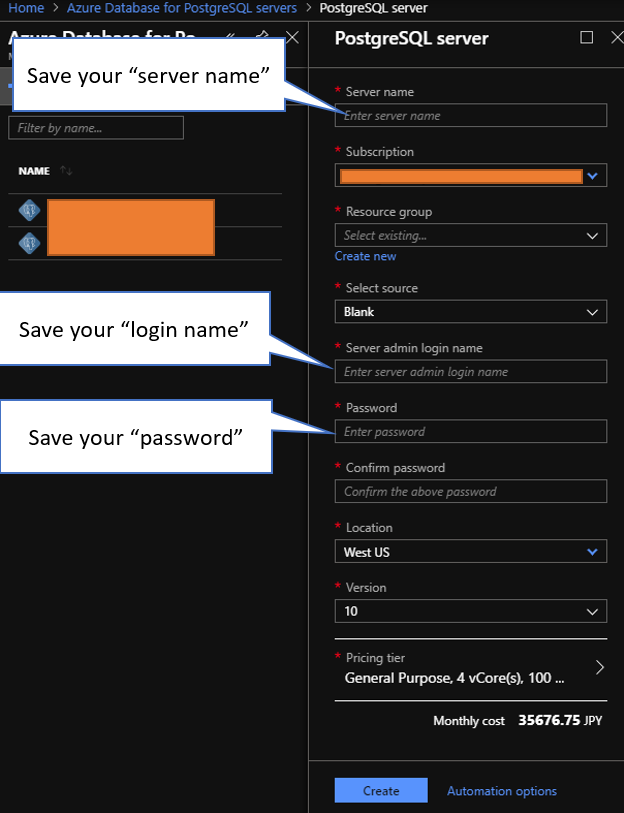 Home > Azure Database for PostgreSQL servers > PostgreSQL server
Azure Database for Po
PostgreSQL server
Save your “server name”
Filter by name...
NAME
Save your “login name”
Save your “password”
* Server name
Enter server name
* Subscription
* Resource group
Select existing...
Create new
* Select source
Blank
* Server admin login name
Enter server admin login name
* Password
Enter password
* Confirm password
Confirm the above password
* Location
West US
* Version
10
* Pricing tier
General Purpose, 4 vCore(s), 100 ...
Monthly cost 35676.75 JPY
Create
Automation options